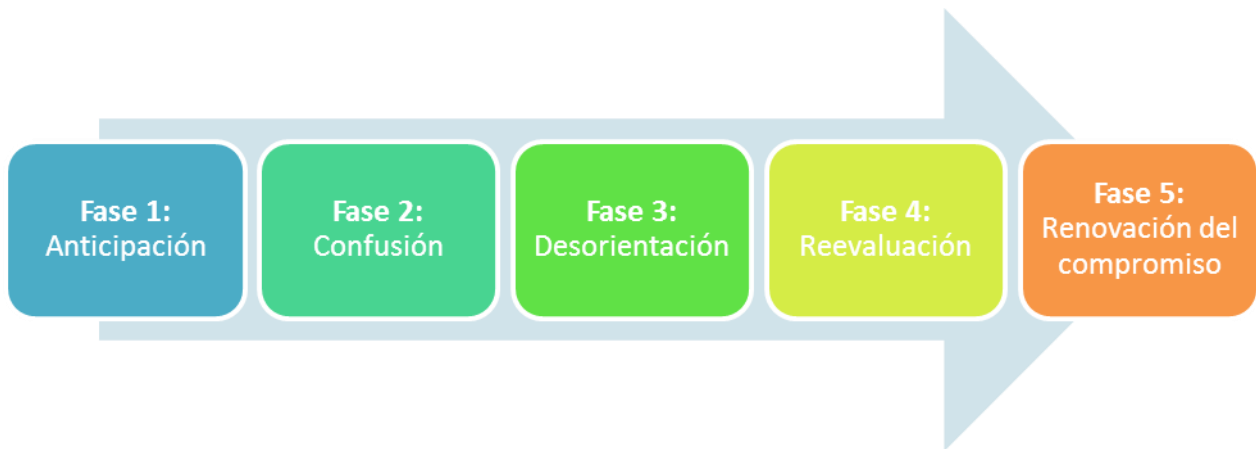 Fase 1:
Anticipación
Fase 2:
Confusión
Fase 3:
Desorientación
Fase 4:
Reevaluación
Fase 5:
Renovación del
compromiso